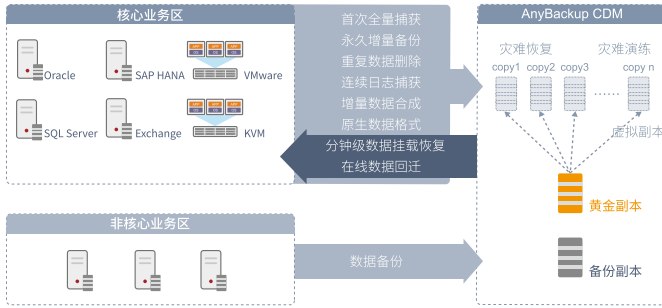 核心业务区
Oracle
SAP HANA
VMware
SQL Server
Exchange
KVM
首次全量捕获
永久增量备份
重复数据删除
连续日志捕获
增量数据合成
原生数据格式
分钟级数据挂载恢复
在线数据回迁
AnyBackup CDM
灾难恢复
灾难演练
copy1
copy2
copy3
......
copy n
虚拟副本
黄金副本
备份副本
非核心业务区
数据备份